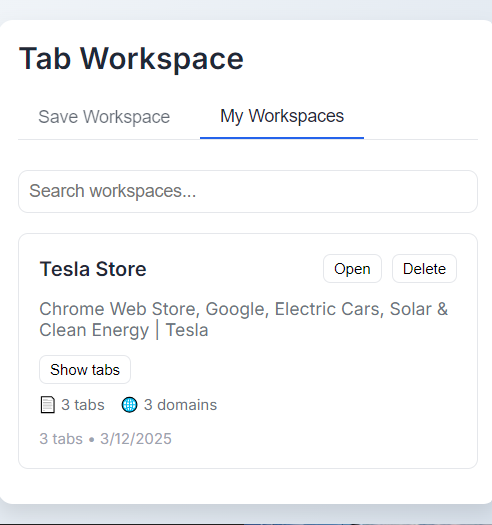 Tab Workspace
Save Workspace My Workspaces
Search workspaces...
Tesla Store Open Delete
Chrome Web Store, Google, Electric Cars, Solar &
Clean Energy | Tesla
Show tabs
3 tabs 3 domains
3 tabs • 3/12/2025